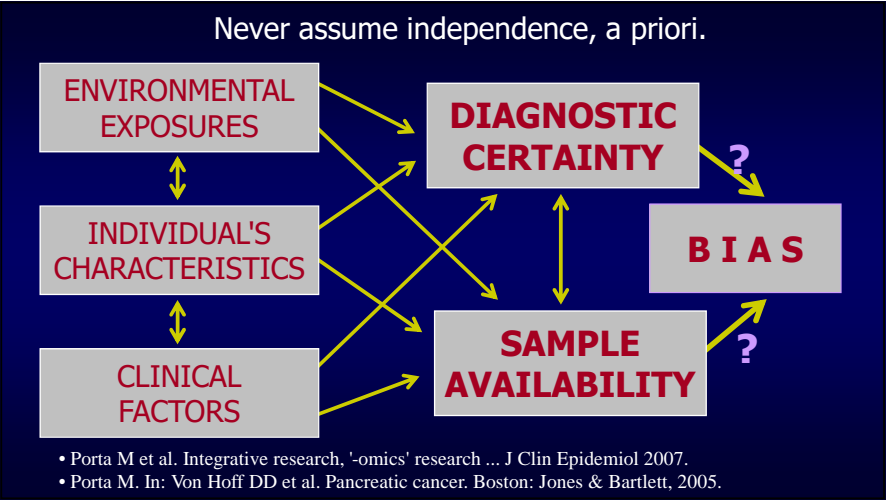 Never assume independence, a priori.
ENVIRONMENTAL
EXPOSURES
INDIVIDUAL'S
CHARACTERISTICS
CLINICAL
FACTORS
DIAGNOSTIC
CERTAINTY
SAMPLE
AVAILABILITY
?
?
B I A S
• Porta M et al. Integrative research, '-omics' research ... J Clin Epidemiol 2007.
• Porta M. In: Von Hoff DD et al. Pancreatic cancer. Boston: Jones & Bartlett, 2005.